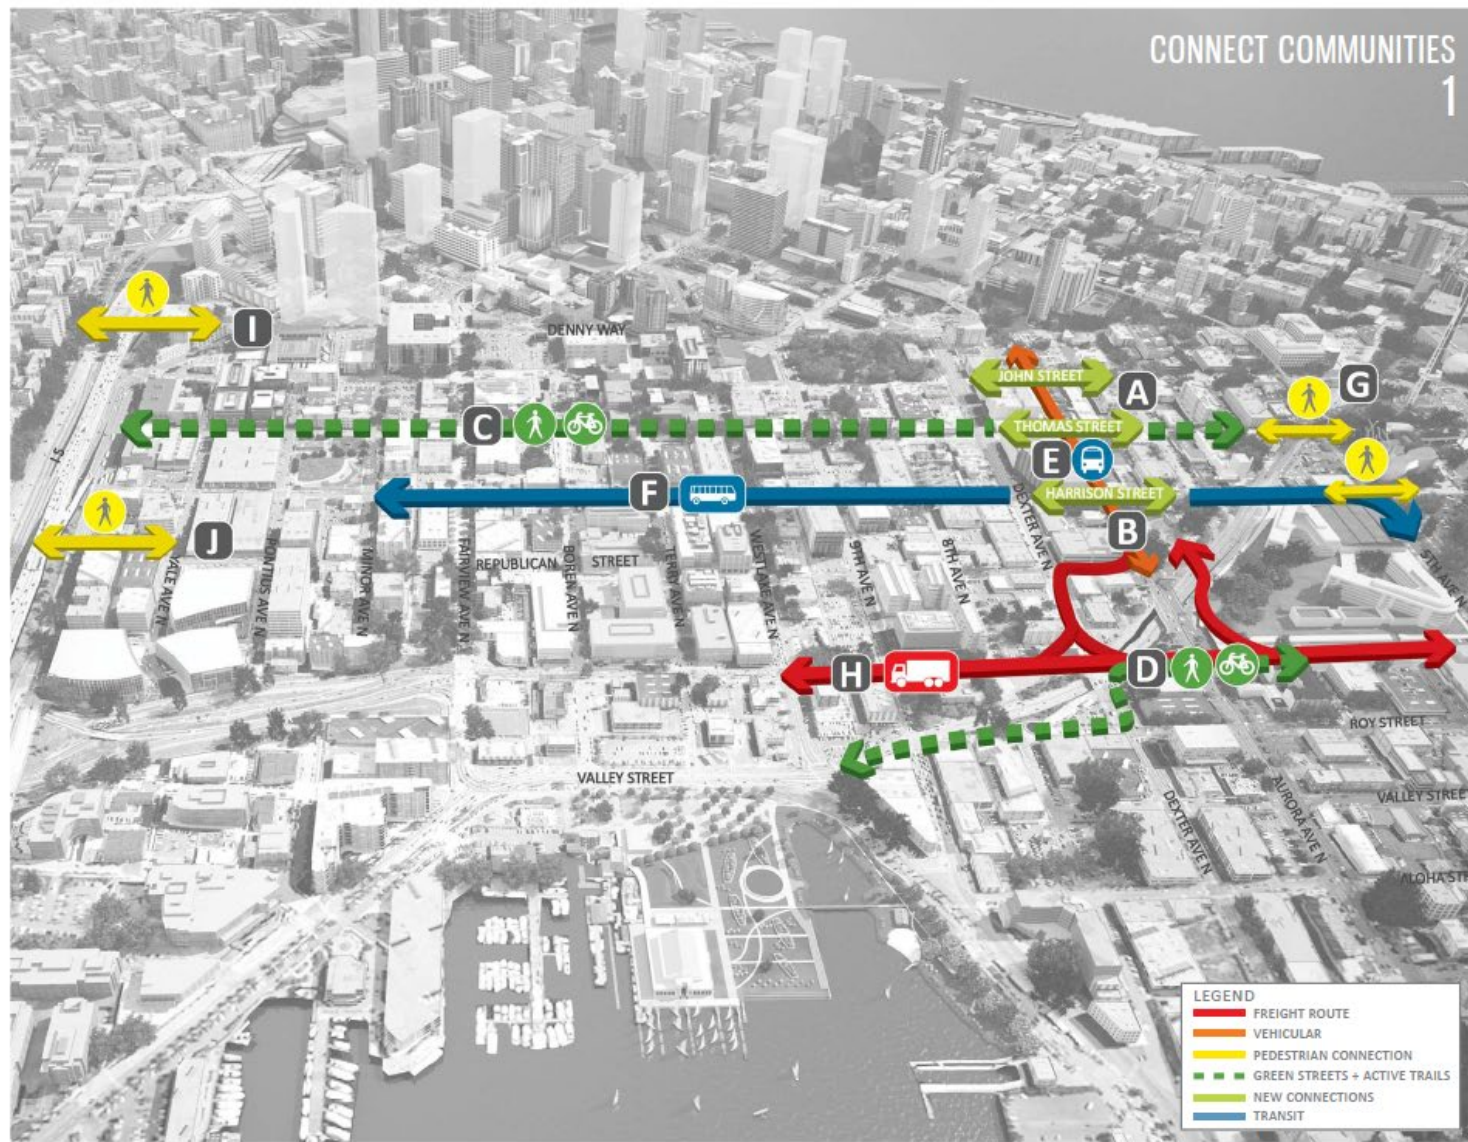 CONNECT COMMUNITIES
1
I
DENNY WAY
JOHN STREET
A
G
C
THOMAS STREET
E
F
HARRISON STREET
I5
DEXTER AVE N
B
J
YALE AVE N
PONTIUS AVE N
MINOR AVE N
FAIRVIEW AVE N
REPUBLICAN
BOREN AVE N
STREET
TERRY AVE N
WESTLAKE AVE N
9TH AVE N
8TH AVE N
5TH AVE N
H
D
ROY STREET
VALLEY STREET
DEXTER AVE N
AURORA AVE N
VALLEY STREET
ALOHA ST
LEGEND
FREIGHT ROUTE
VEHICULAR
PEDESTRIAN CONNECTION
GREEN STREETS + ACTIVE TRAILS
NEW CONNECTIONS
TRANSIT